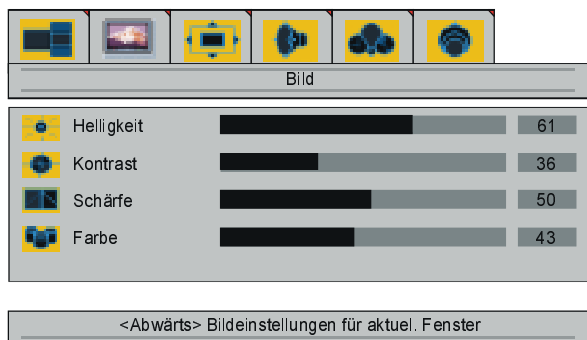 Bild
Helligkeit 61
Kontrast 36
Schärfe 50
Farbe 43
<Abwärts> Bildeinstellungen für aktuel. Fenster